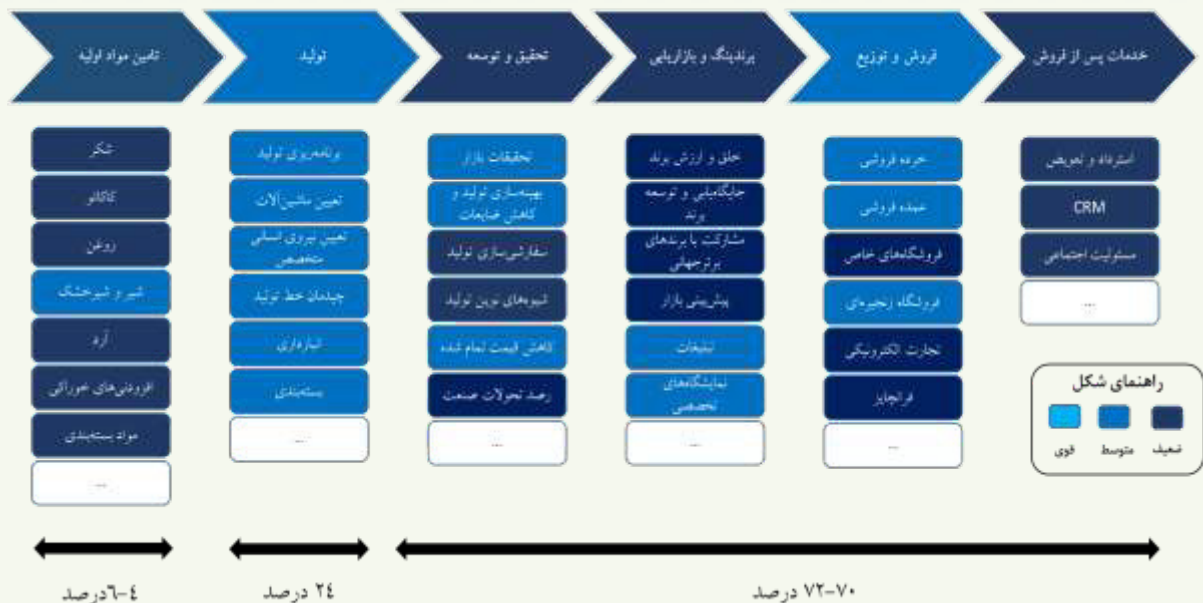 تامین مواد اولیه
تولید
تحقیق و توسعه
برندینگ و بازاریابی
فروش و توزیع
خدمات پس از فروش
شکر
کاکائو
روغن
شیر و شیرخشک
آرد
افزودنی‌های خوراکی
مواد بسته‌بندی
...
برنامه‌ریزی تولید
تعیین ماشین‌آلات
تعیین نیروی انسانی
متخصص
چیدمان خط تولید
انبارداری
بسته‌بندی
...
تحقیقات بازار
بهینه‌سازی تولید و
کاهش ضایعات
سفارشی‌سازی تولید
شیوه‌های نوین تولید
کاهش قیمت تمام شده
رصد تحولات صنعت
...
خلق و ارزش برند
جایگاه‌یابی و توسعه
برند
مشارکت با برندهای
برتر جهانی
پیش‌بینی بازار
تبلیغات
نمایشگاه‌های
تخصصی
...
خرده فروشی
عمده فروشی
فروشگاه‌های خاص
فروشگاه زنجیره‌ای
تجارت الکترونیکی
فرانچایز
...
استرداد و تعویض
CRM
مسئولیت اجتماعی
...
راهنمای شکل
ضعیف
متوسط
قوی
۴-۶درصد
۲۴ درصد
۷۰-۷۲ درصد